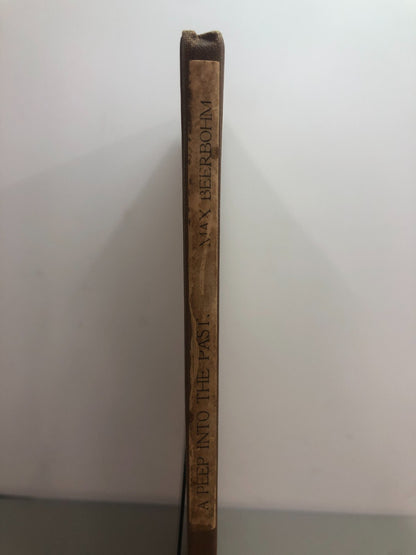 A PEEP INTO THE PAST. MAX BEERBOHM